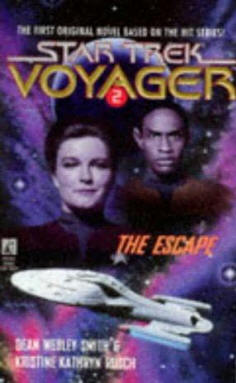 THE FIRST ORIGINAL NOVEL BASED ON THE HIT SERIES!
STAR TREK
VOYAGER
2
THE ESCAPE
DEAN WESLEY SMITH &
KRISTINE KATHRYN RUSCH